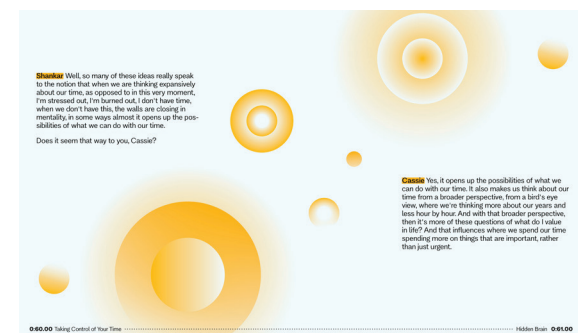 Shankar Well, so many of these ideas really speak
to the notion that when we are thinking expansively
about our time, as opposed to in this very moment,
I'm stressed out, I'm burned out, I don't have time,
when we don't have this, the walls are closing in
mentality, in some ways almost it opens up the pos-
sibilities of what we can do with our time.
Does it seem that way to you, Cassie?
Cassie Yes, it opens up the possibilities of what we
can do with our time. It also makes us think about our
time from a broader perspective, from a bird's eye
view, where we're thinking more about our years and
less hour by hour. And with that broader perspective,
then it's more of these questions of what do I value
in life? And that influences where we spend our time
spending more on things that are important, rather
than just urgent.
0:60.00 Taking Control of Your Time
Hidden Brain 0:61.00